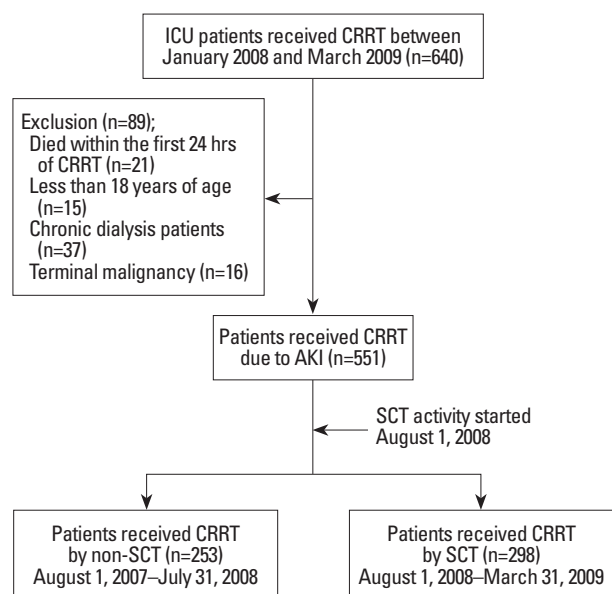 ICU patients received CRRT between
January 2008 and March 2009 (n=640)
Exclusion (n=89);
Died within the first 24 hrs
of CRRT (n=21)
Less than 18 years of age
(n=15)
Chronic dialysis patients
(n=37)
Terminal malignancy (n=16)
Patients received CRRT
due to AKI (n=551)
SCT activity started
August 1, 2008
Patients received CRRT
by non-SCT (n=253)
August 1, 2007–July 31, 2008
Patients received CRRT
by SCT (n=298)
August 1, 2008–March 31, 2009